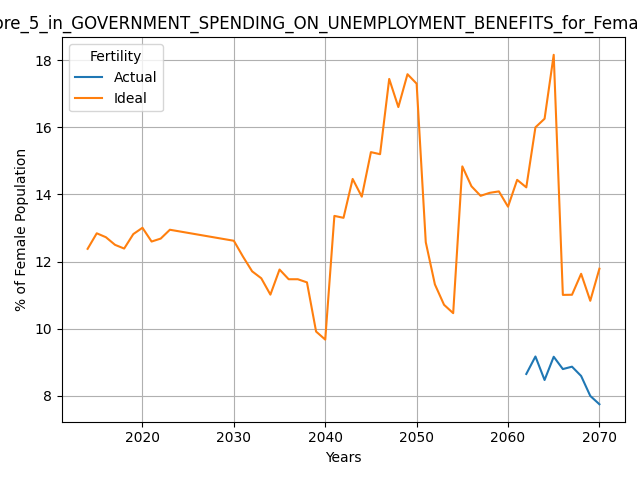 ore_5_in_GOVERNMENT_SPENDING_ON_UNEMPLOYMENT_BENEFITS_for_Fema
Fertility
Actual
Ideal
% of Female Population
18
16
14
12
10
8
2020 2030 2040 2050 2060 2070
Years